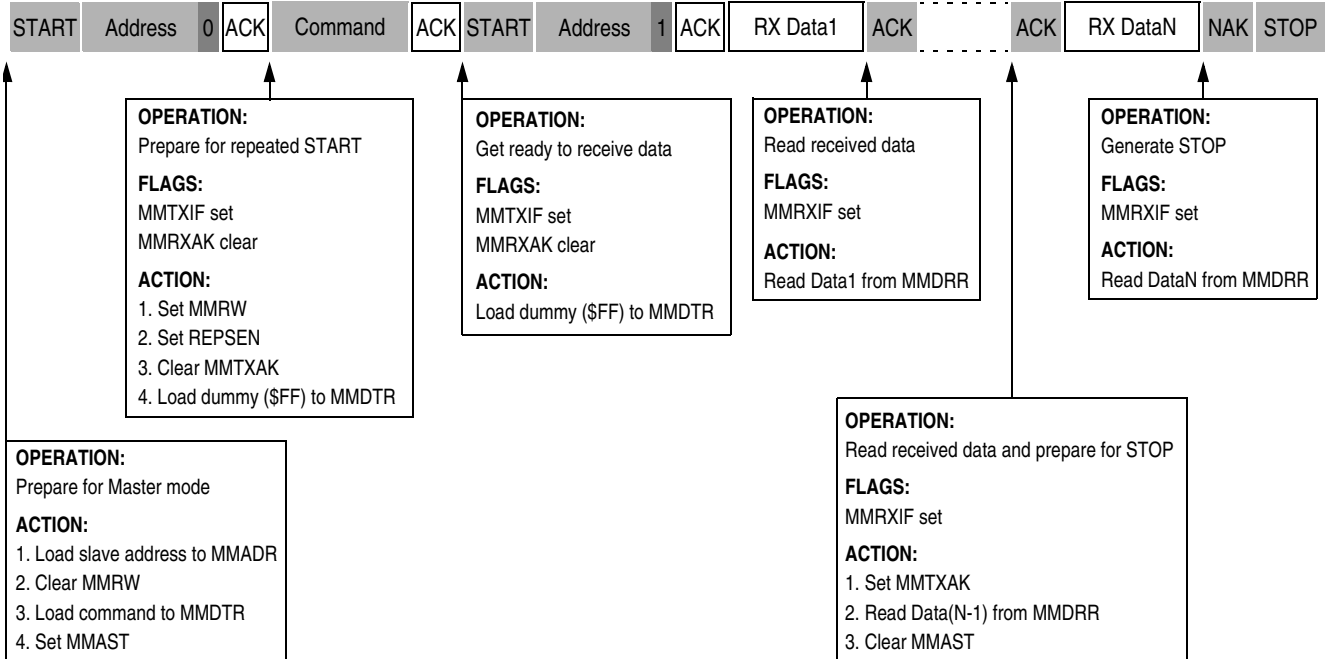 START Address 0 ACK Command ACK START Address 1 ACK RX Data1 ACK ACK RX DataN NAK STOP
OPERATION:
Prepare for repeated START
FLAGS:
MMTXIF set
MMRXAK clear
ACTION:
1. Set MMRW
2. Set REPSEN
3. Clear MMTXAK
4. Load dummy ($FF) to MMDTR
OPERATION:
Get ready to receive data
FLAGS:
MMTXIF set
MMRXAK clear
ACTION:
Load dummy ($FF) to MMDTR
OPERATION:
Read received data
FLAGS:
MMRXIF set
ACTION:
Read Data1 from MMDRR
OPERATION:
Generate STOP
FLAGS:
MMRXIF set
ACTION:
Read DataN from MMDRR
OPERATION:
Prepare for Master mode
ACTION:
1. Load slave address to MMADR
2. Clear MMRW
3. Load command to MMDTR
4. Set MMAST
OPERATION:
Read received data and prepare for STOP
FLAGS:
MMRXIF set
ACTION:
1. Set MMTXAK
2. Read Data(N-1) from MMDRR
3. Clear MMAST